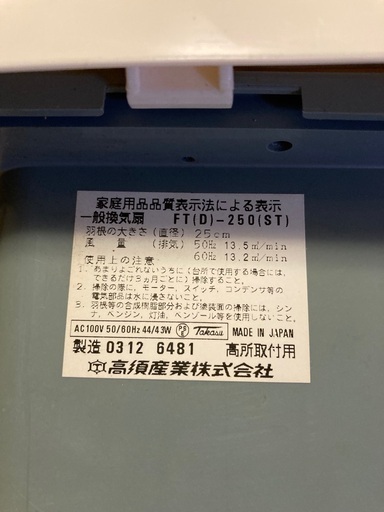 家庭用品品質表示法による表示
一般換気扇 FT(D)-250(ST)
羽根の大きさ(直径) 25cm
風量(排気) 50Hz 13.5㎥/min
使用上の注意 60Hz 13.2㎥/min
1. あまりよごれないうちに(台所で使用する場合には、
できるだけ3ヵ月ごとに)掃除すること。
2. 掃除の際に、モーター、スイッチ、コンデンサ等の
電気部品は水に浸さないこと。
3. 羽根等の合成樹脂部分および塗装面の掃除には、シン
ナ、ベンジン、灯油、ベンゾール等を使用しないこと。
AC100V 50/60Hz 44/43W PSE Takasu MADE IN JAPAN
製造 0312 6481 高所取付用
高須産業株式会社